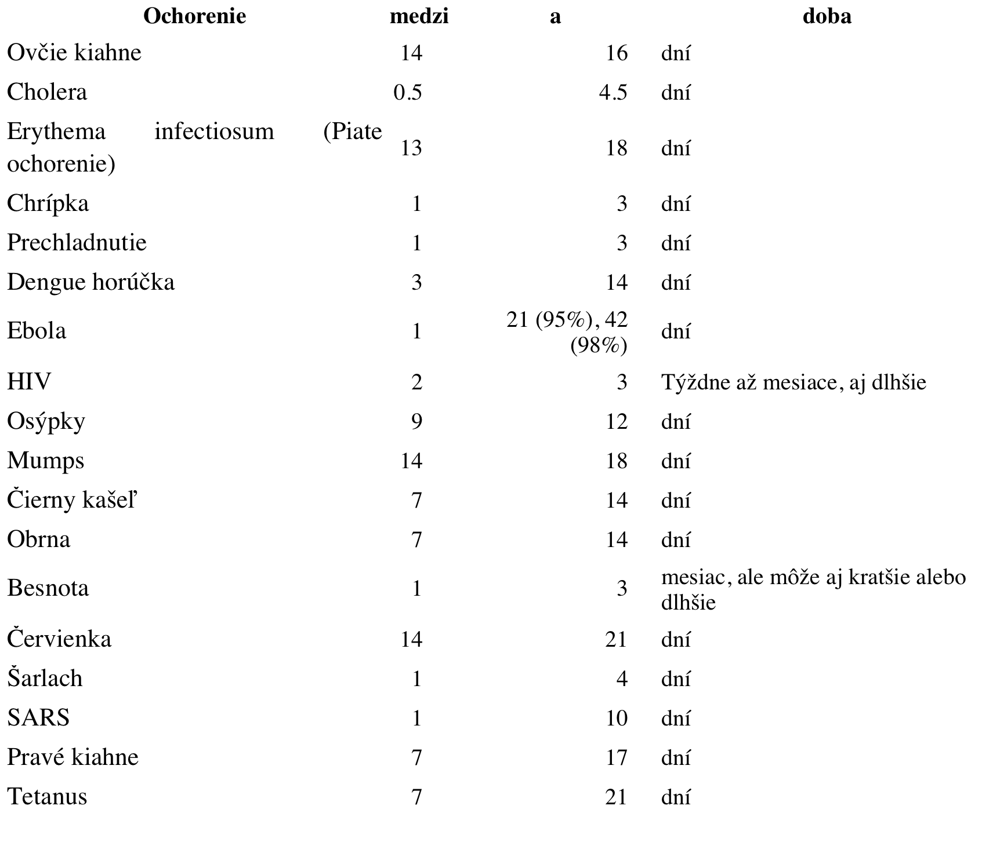 Ochorenie medzi a doba
Ovčie kiahne 14 16 dní
Cholera 0.5 4.5 dní
Erythema infectiosum (Piate
ochorenie) 13 18 dní
Chrípka 1 3 dní
Prechladnutie 1 3 dní
Dengue horúčka 3 14 dní
Ebola 1 21 (95%), 42
(98%) dní
HIV 2 3 Týždne až mesiace, aj dlhšie
Osýpky 9 12 dní
Mumps 14 18 dní
Čierny kašeľ 7 14 dní
Obrna 7 14 dní
Besnota 1 3 mesiac, ale môže aj kratšie alebo
dlhšie
Červienka 14 21 dní
Šarlach 1 4 dní
SARS 1 10 dní
Pravé kiahne 7 17 dní
Tetanus 7 21 dní